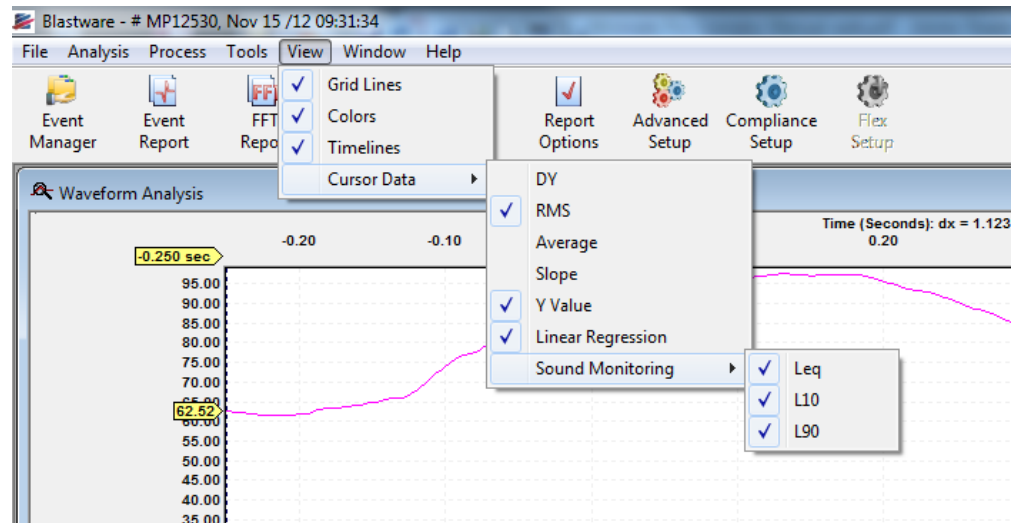 Blastware - # MP12530, Nov 15 /12 09:31:34
File Analysis Process Tools View Window Help
Event Manager
Event Report
FFT
Report Options
Advanced Setup
Compliance Setup
Flex Setup
Grid Lines
Colors
Timelines
Cursor Data
DY
RMS
Average
Slope
Y Value
Linear Regression
Sound Monitoring
Leq
L10
L90
Waveform Analysis
Time (Seconds): dx = 1.123
-0.20 -0.10 0.20
-0.250 sec
95.00
90.00
85.00
80.00
75.00
70.00
62.52
55.00
50.00
45.00
40.00
35.00